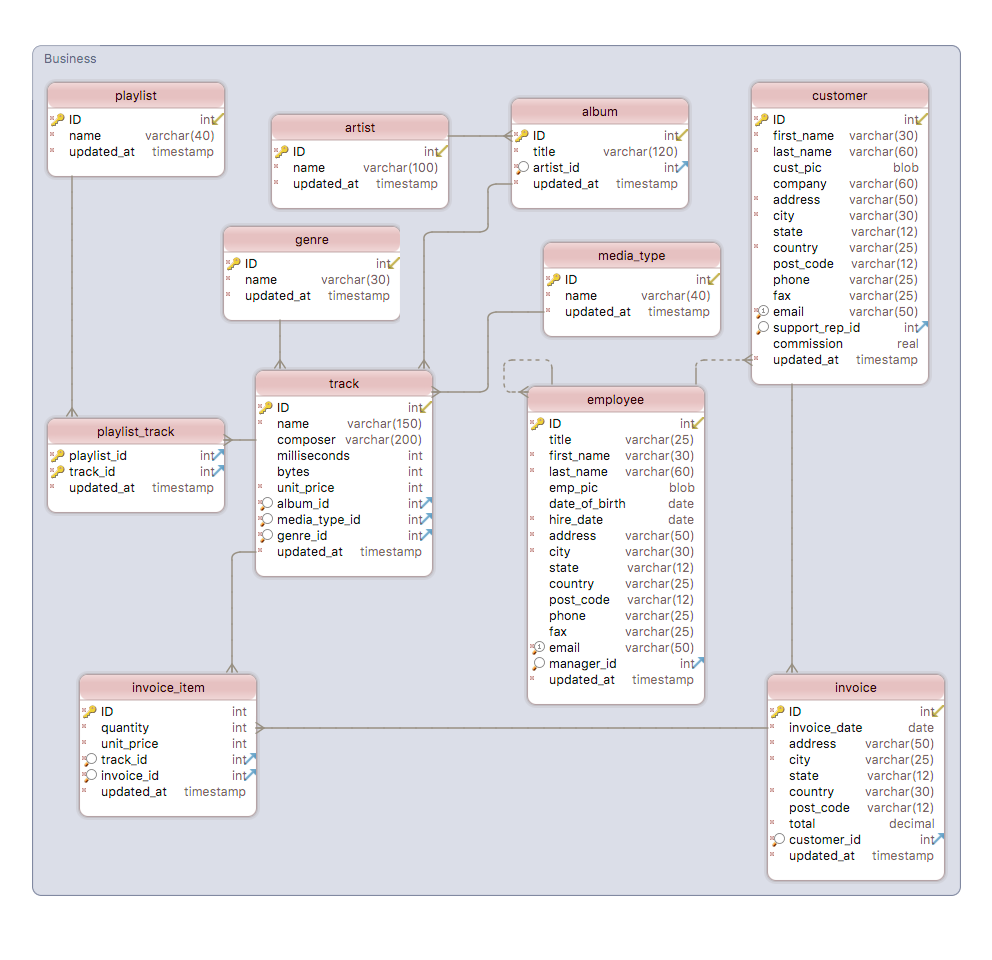 Business
playlist
ID int
name varchar(40)
updated_at timestamp
artist
ID int
name varchar(100)
updated_at timestamp
album
ID int
title varchar(120)
artist_id int
updated_at timestamp
customer
ID int
first_name varchar(30)
last_name varchar(60)
cust_pic blob
company varchar(60)
address varchar(50)
city varchar(30)
state varchar(12)
country varchar(25)
post_code varchar(12)
phone varchar(25)
fax varchar(25)
email varchar(50)
support_rep_id int
commission real
updated_at timestamp
genre
ID int
name varchar(30)
updated_at timestamp
media_type
ID int
name varchar(40)
updated_at timestamp
track
ID int
name varchar(150)
composer varchar(200)
milliseconds int
bytes int
unit_price int
album_id int
media_type_id int
genre_id int
updated_at timestamp
employee
ID int
title varchar(25)
first_name varchar(30)
last_name varchar(60)
emp_pic blob
date_of_birth date
hire_date date
address varchar(50)
city varchar(30)
state varchar(12)
country varchar(25)
post_code varchar(12)
phone varchar(25)
fax varchar(25)
email varchar(50)
manager_id int
updated_at timestamp
playlist_track
playlist_id int
track_id int
updated_at timestamp
invoice_item
ID int
quantity int
unit_price int
track_id int
invoice_id int
updated_at timestamp
invoice
ID int
invoice_date date
address varchar(50)
city varchar(25)
state varchar(12)
country varchar(30)
post_code varchar(12)
total decimal
customer_id int
updated_at timestamp